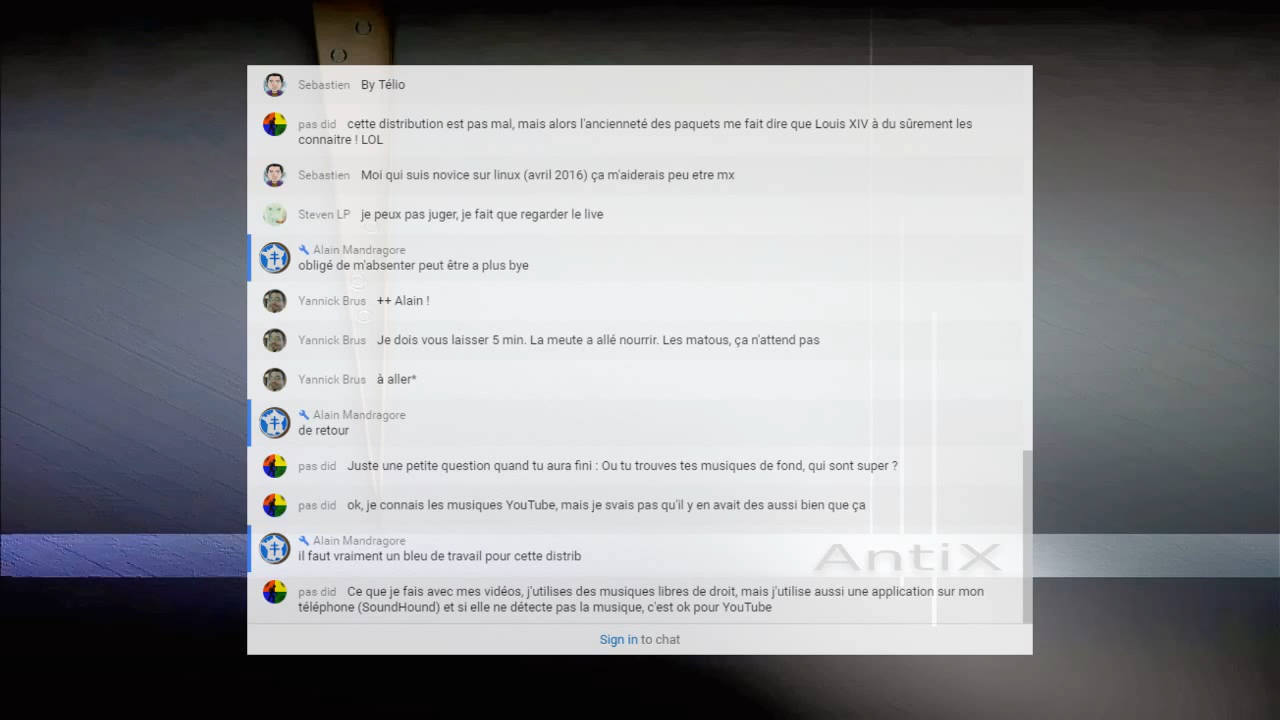 Sebastien By Télio
pas did cette distribution est pas mal, mais alors l'ancienneté des paquets me fait dire que Louis XIV à du sûrement les
connaitre ! LOL
Sebastien Moi qui suis novice sur linux (avril 2016) ça m'aiderais peu etre mx
Steven LP je peux pas juger, je fait que regarder le live
Alain Mandragore
obligé de m'absenter peut être a plus bye
Yannick Brus ++ Alain !
Yannick Brus Je dois vous laisser 5 min. La meute a allé nourrir. Les matous, ça n'attend pas
Yannick Brus à aller*
Alain Mandragore
de retour
pas did Juste une petite question quand tu aura fini : Ou tu trouves tes musiques de fond, qui sont super ?
pas did ok, je connais les musiques YouTube, mais je svais pas qu'il y en avait des aussi bien que ça
Alain Mandragore
il faut vraiment un bleu de travail pour cette distrib
AntiX
pas did Ce que je fais avec mes vidéos, j'utilises des musiques libres de droit, mais j'utilise aussi une application sur mon
téléphone (SoundHound) et si elle ne détecte pas la musique, c'est ok pour YouTube
Sign in to chat